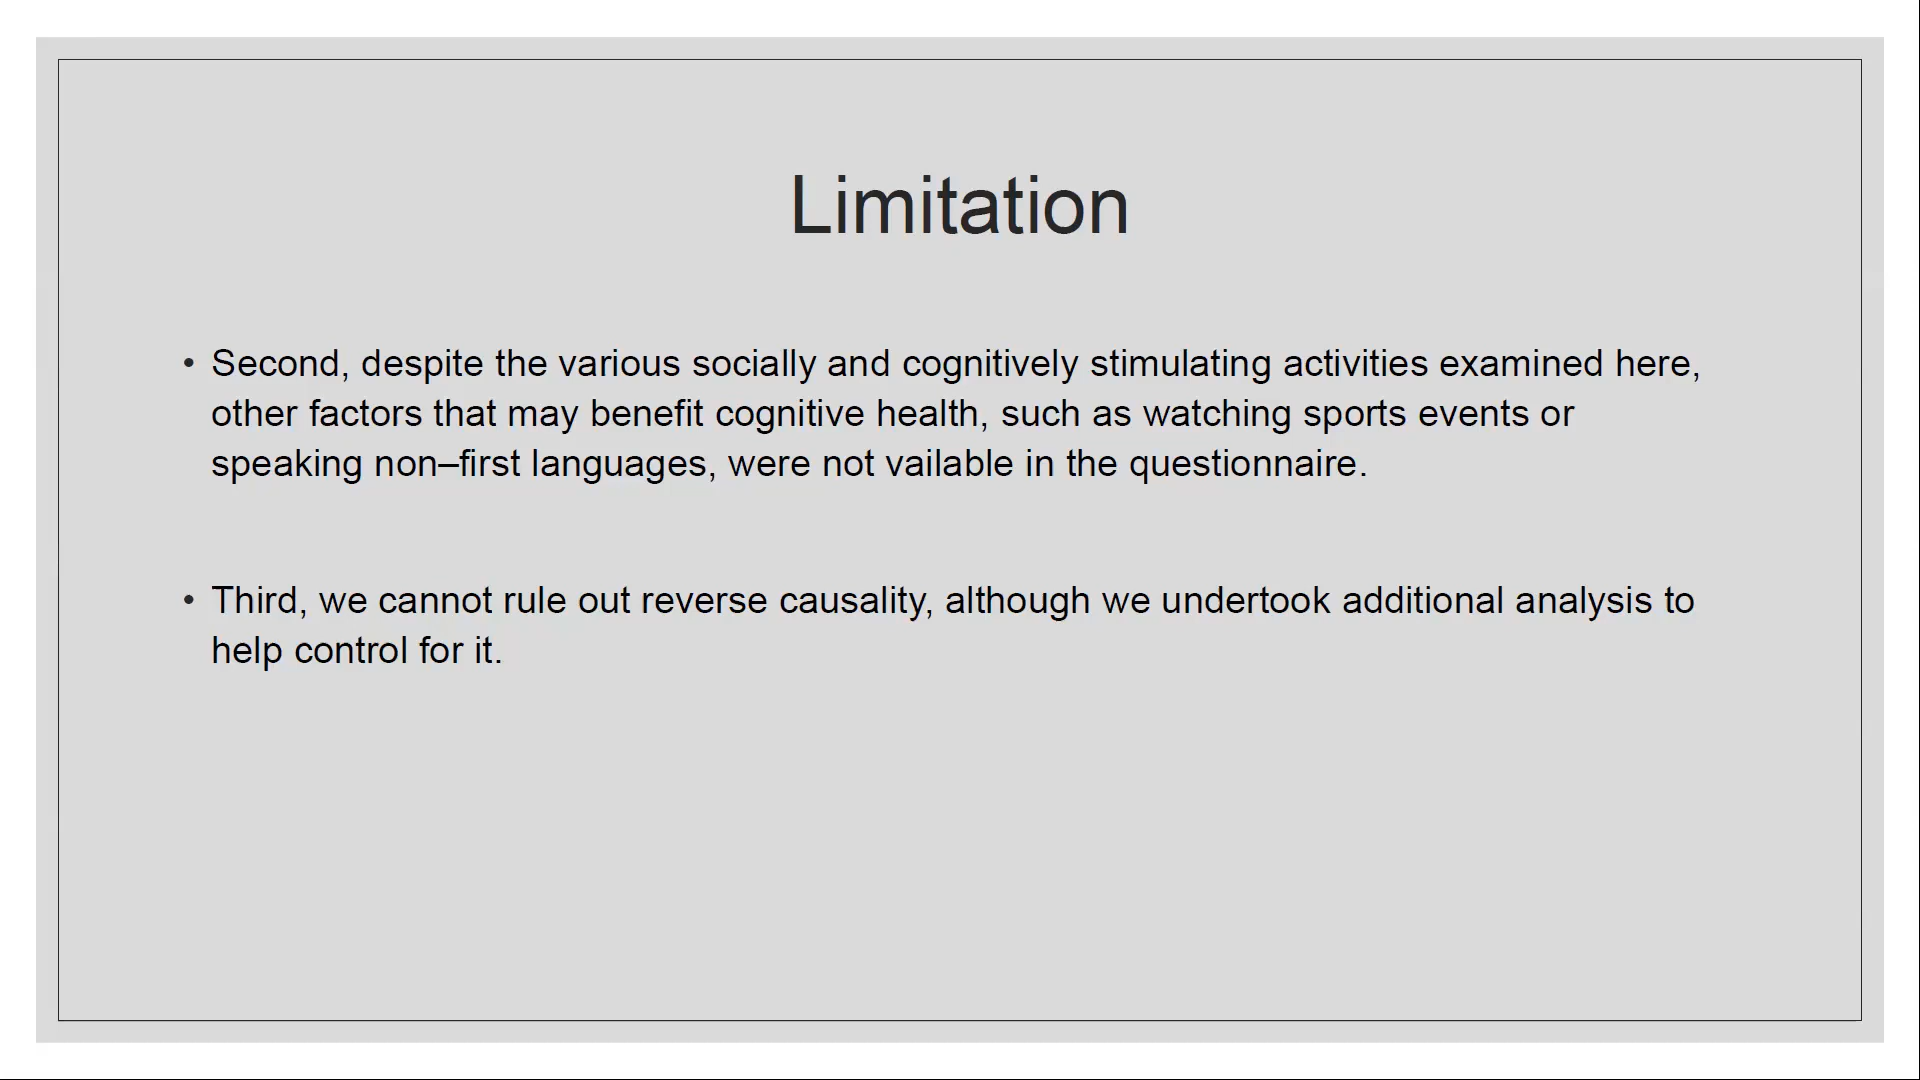 Limitation
• Second, despite the various socially and cognitively stimulating activities examined here,
other factors that may benefit cognitive health, such as watching sports events or
speaking non–first languages, were not vailable in the questionnaire.
• Third, we cannot rule out reverse causality, although we undertook additional analysis to
help control for it.